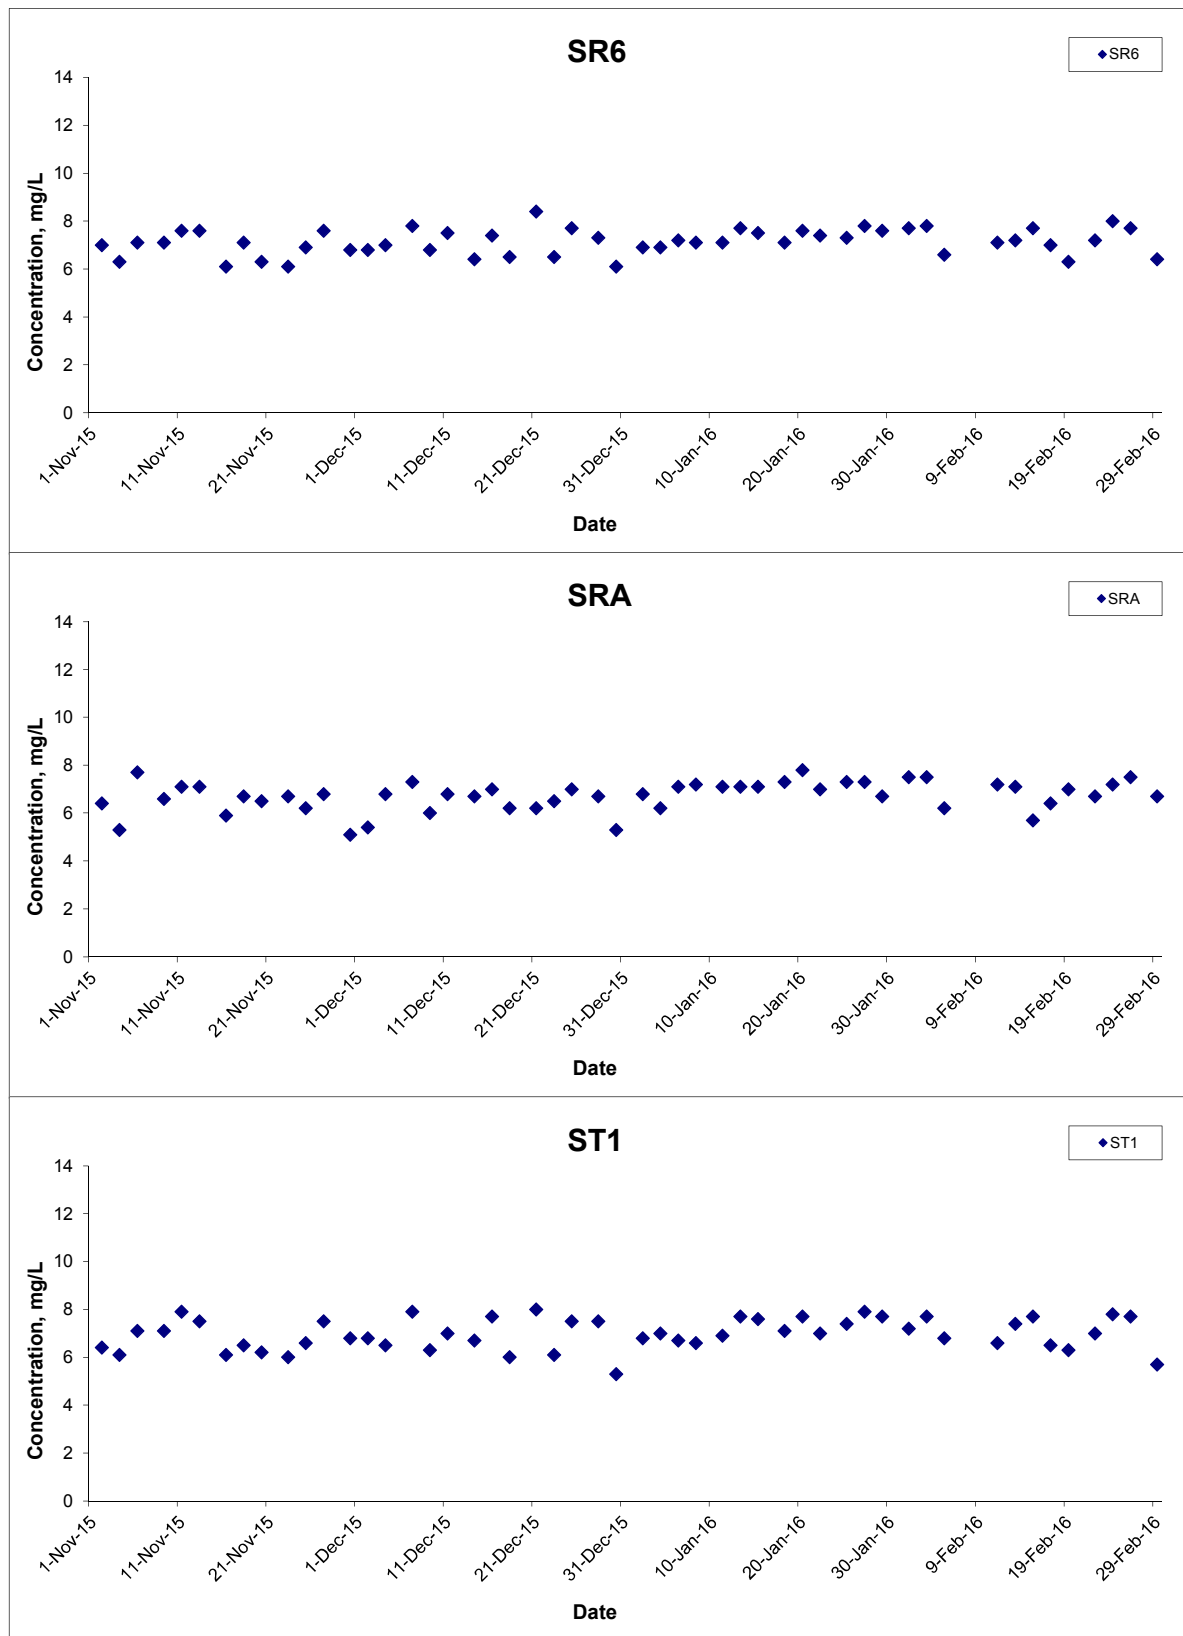 SR6
SR6
14
12
10
8
6
4
2
0
Concentration, mg/L
1-Nov-15
11-Nov-15
21-Nov-15
1-Dec-15
11-Dec-15
21-Dec-15
31-Dec-15
10-Jan-16
20-Jan-16
30-Jan-16
9-Feb-16
19-Feb-16
29-Feb-16
Date
SRA
SRA
14
12
10
8
6
4
2
0
Concentration, mg/L
1-Nov-15
11-Nov-15
21-Nov-15
1-Dec-15
11-Dec-15
21-Dec-15
31-Dec-15
10-Jan-16
20-Jan-16
30-Jan-16
9-Feb-16
19-Feb-16
29-Feb-16
Date
ST1
ST1
14
12
10
8
6
4
2
0
Concentration, mg/L
1-Nov-15
11-Nov-15
21-Nov-15
1-Dec-15
11-Dec-15
21-Dec-15
31-Dec-15
10-Jan-16
20-Jan-16
30-Jan-16
9-Feb-16
19-Feb-16
29-Feb-16
Date